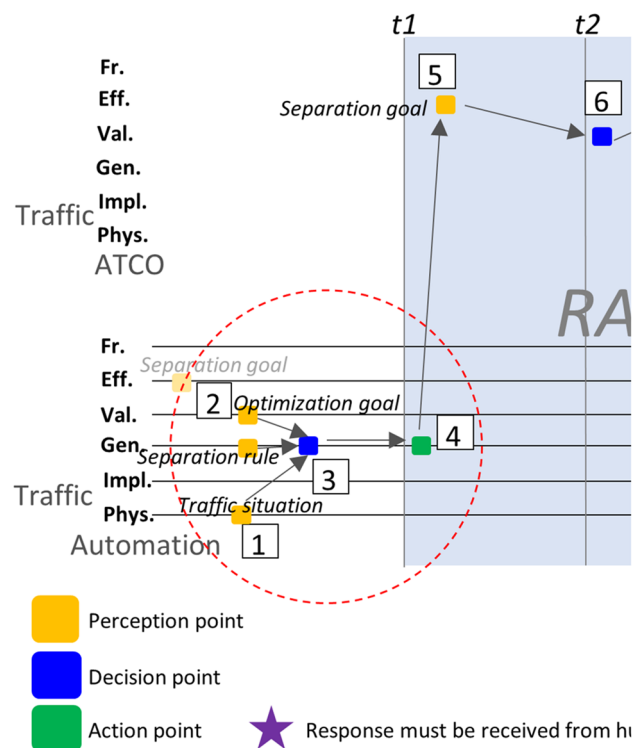 t1 t2
Fr.
5
Eff.
6
Separation goal
Val.
Gen.
Impl.
Traffic
Phys.
ATCO
RA
Fr.
Separation goal
Eff.
2 Optimization goal
Val.
4
Gen.
Separation rule
Impl.
3
Traffic
Traffic situation
Phys.
Automation
1
Perception point
Decision point
Action point
Response must be received from hu